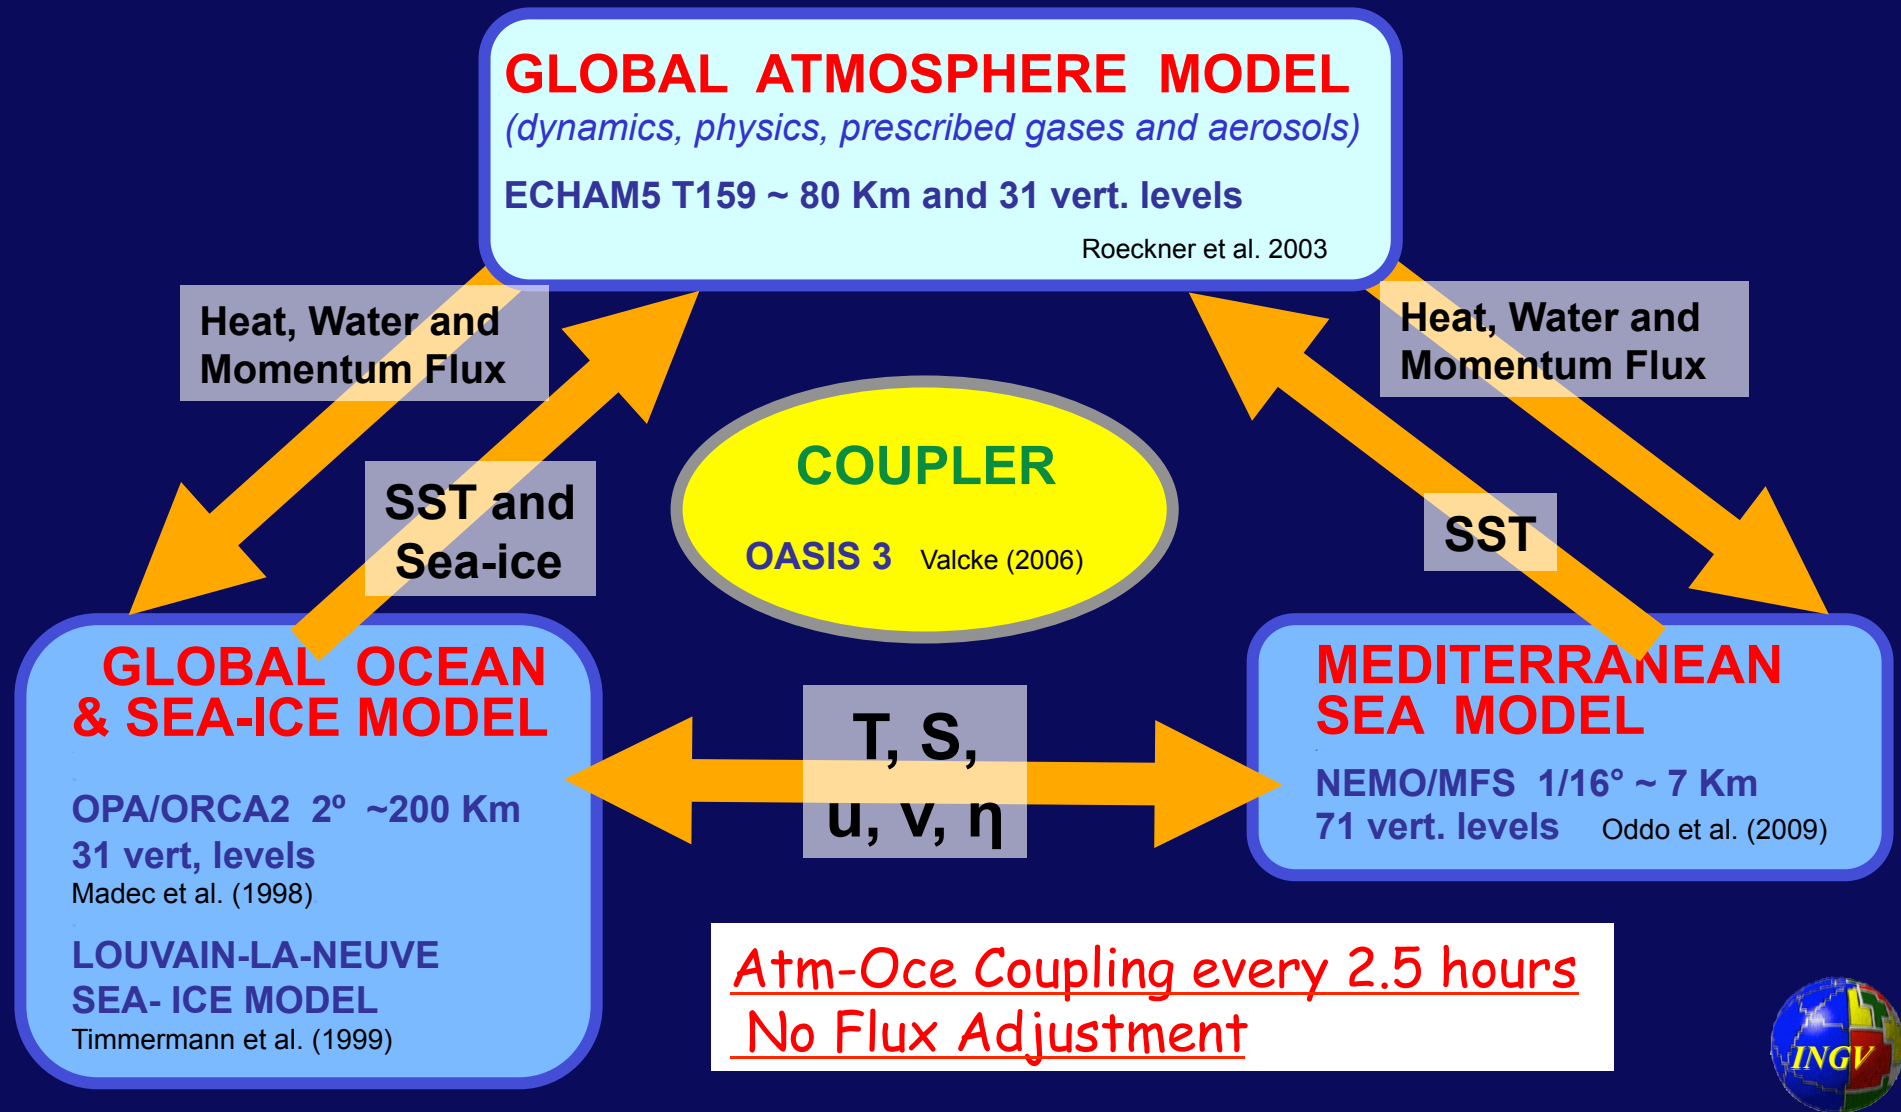 GLOBAL ATMOSPHERE MODEL
(dynamics, physics, prescribed gases and aerosols)
ECHAM5 T159 ~ 80 Km and 31 vert. levels
Roeckner et al. 2003
Heat, Water and
Momentum Flux
Heat, Water and
Momentum Flux
SST and
Sea-ice
COUPLER
OASIS 3 Valcke (2006)
SST
GLOBAL OCEAN
& SEA-ICE MODEL
OPA/ORCA2 2º ~200 Km
31 vert, levels
Madec et al. (1998)
LOUVAIN-LA-NEUVE
SEA- ICE MODEL
Timmermann et al. (1999)
T, S,
u, v, η
MEDITERRANEAN
SEA MODEL
NEMO/MFS 1/16° ~ 7 Km
71 vert. levels Oddo et al. (2009)
Atm-Oce Coupling every 2.5 hours
No Flux Adjustment
INGV